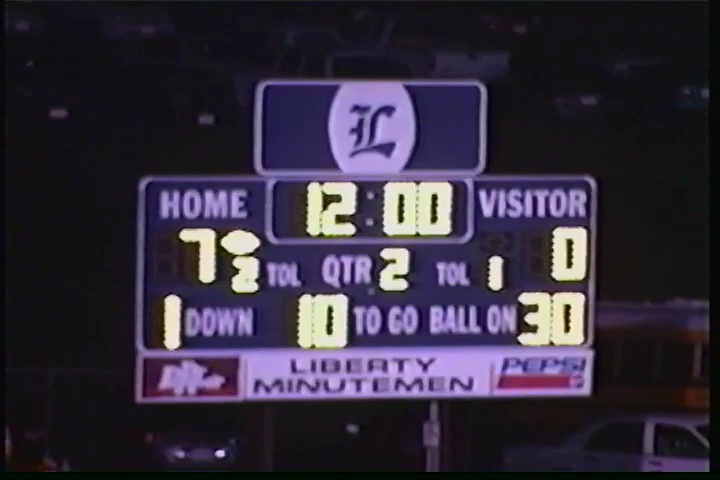 L
HOME 12:00 VISITOR
7 2 TOL QTR 2 TOL 1 0
1 DOWN 10 TO GO BALL ON 30
LIBERTY
MINUTEMEN
PEPSI